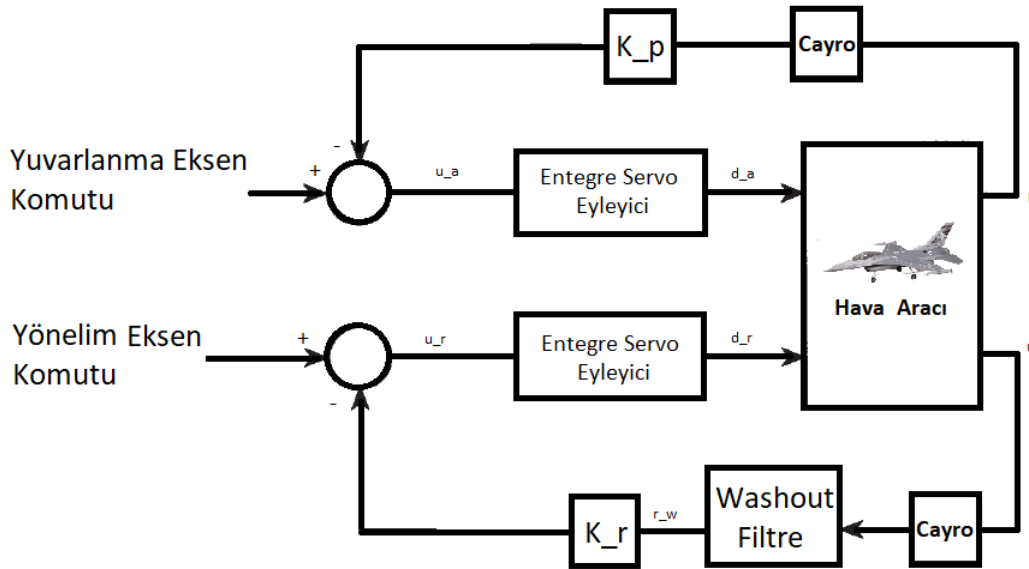 K_p
Cayro
Yuvarlanma Eksen
Komutu
-
+
u_a
Entegre Servo
Eyleyici
d_a
Hava Aracı
Yönelim Eksen
Komutu
+
-
u_r
Entegre Servo
Eyleyici
d_r
K_r
r_w
Washout
Filtre
Cayro